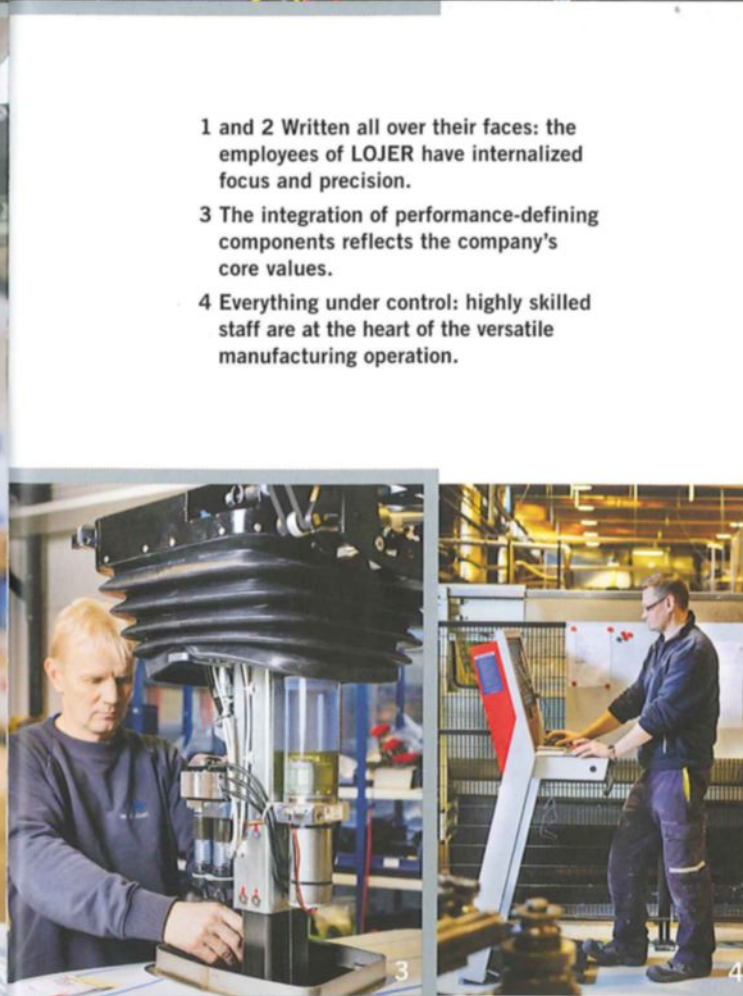 1 and 2 Written all over their faces: the
employees of LOJER have internalized
focus and precision.
3 The integration of performance-defining
components reflects the company's
core values.
4 Everything under control: highly skilled
staff are at the heart of the versatile
manufacturing operation.
3
4